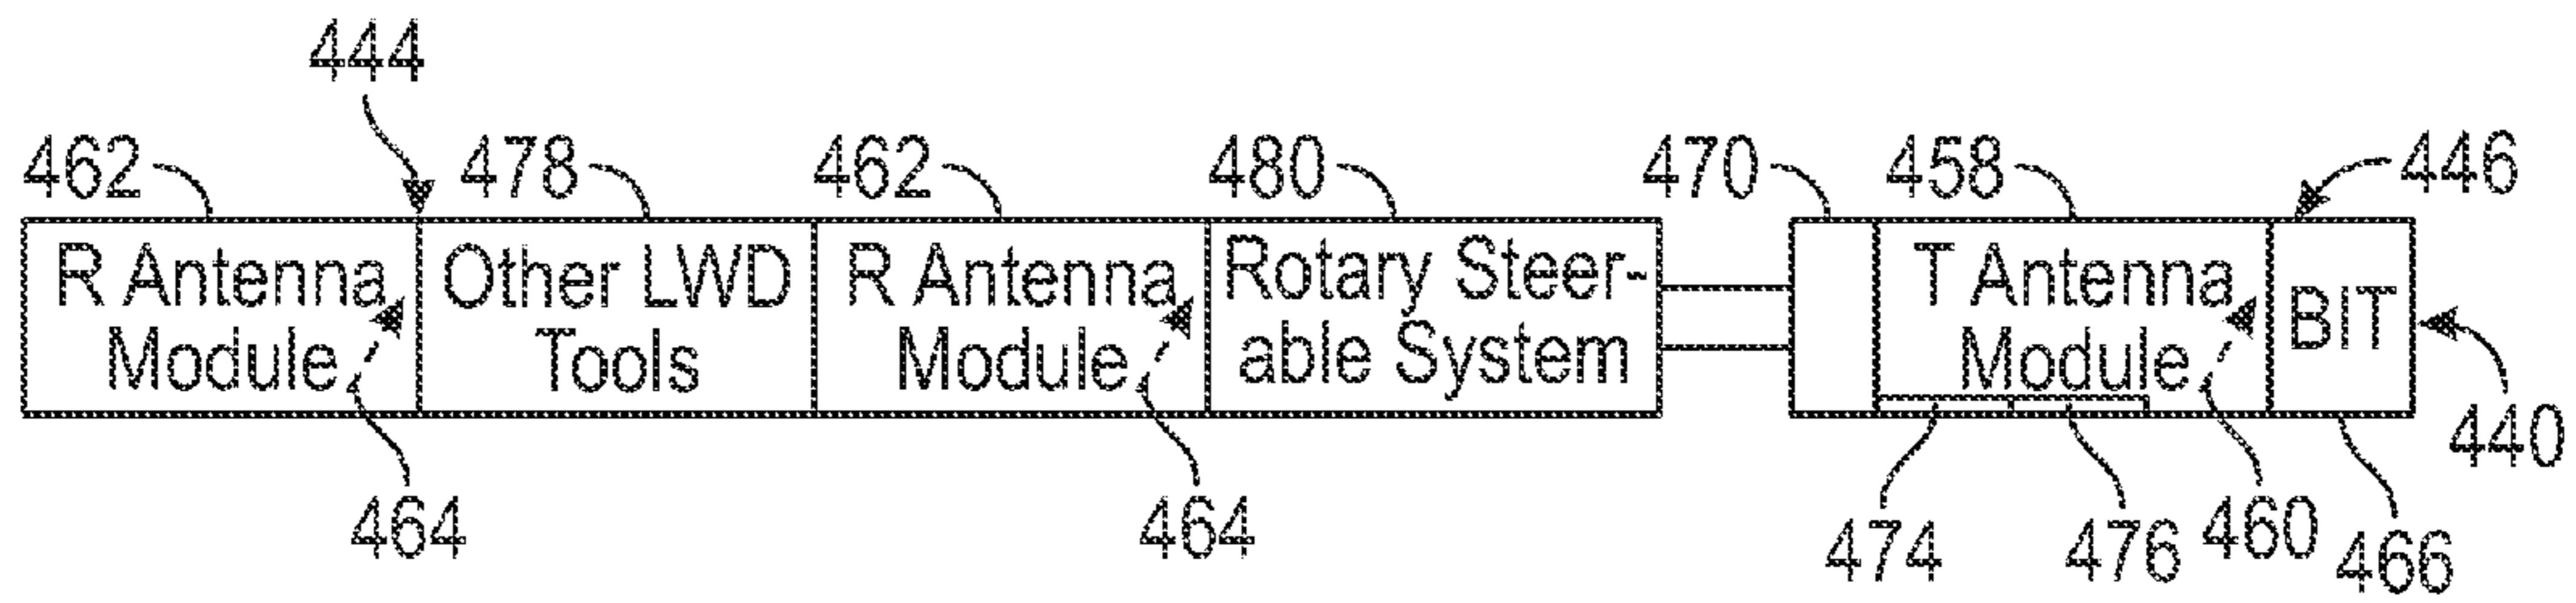 444
462 478 462 480 470 458 446
R Antenna Module
Other LWD Tools
R Antenna Module
Rotary Steer-
able System
T Antenna Module
BIT
440
464 464 474 476 460 466